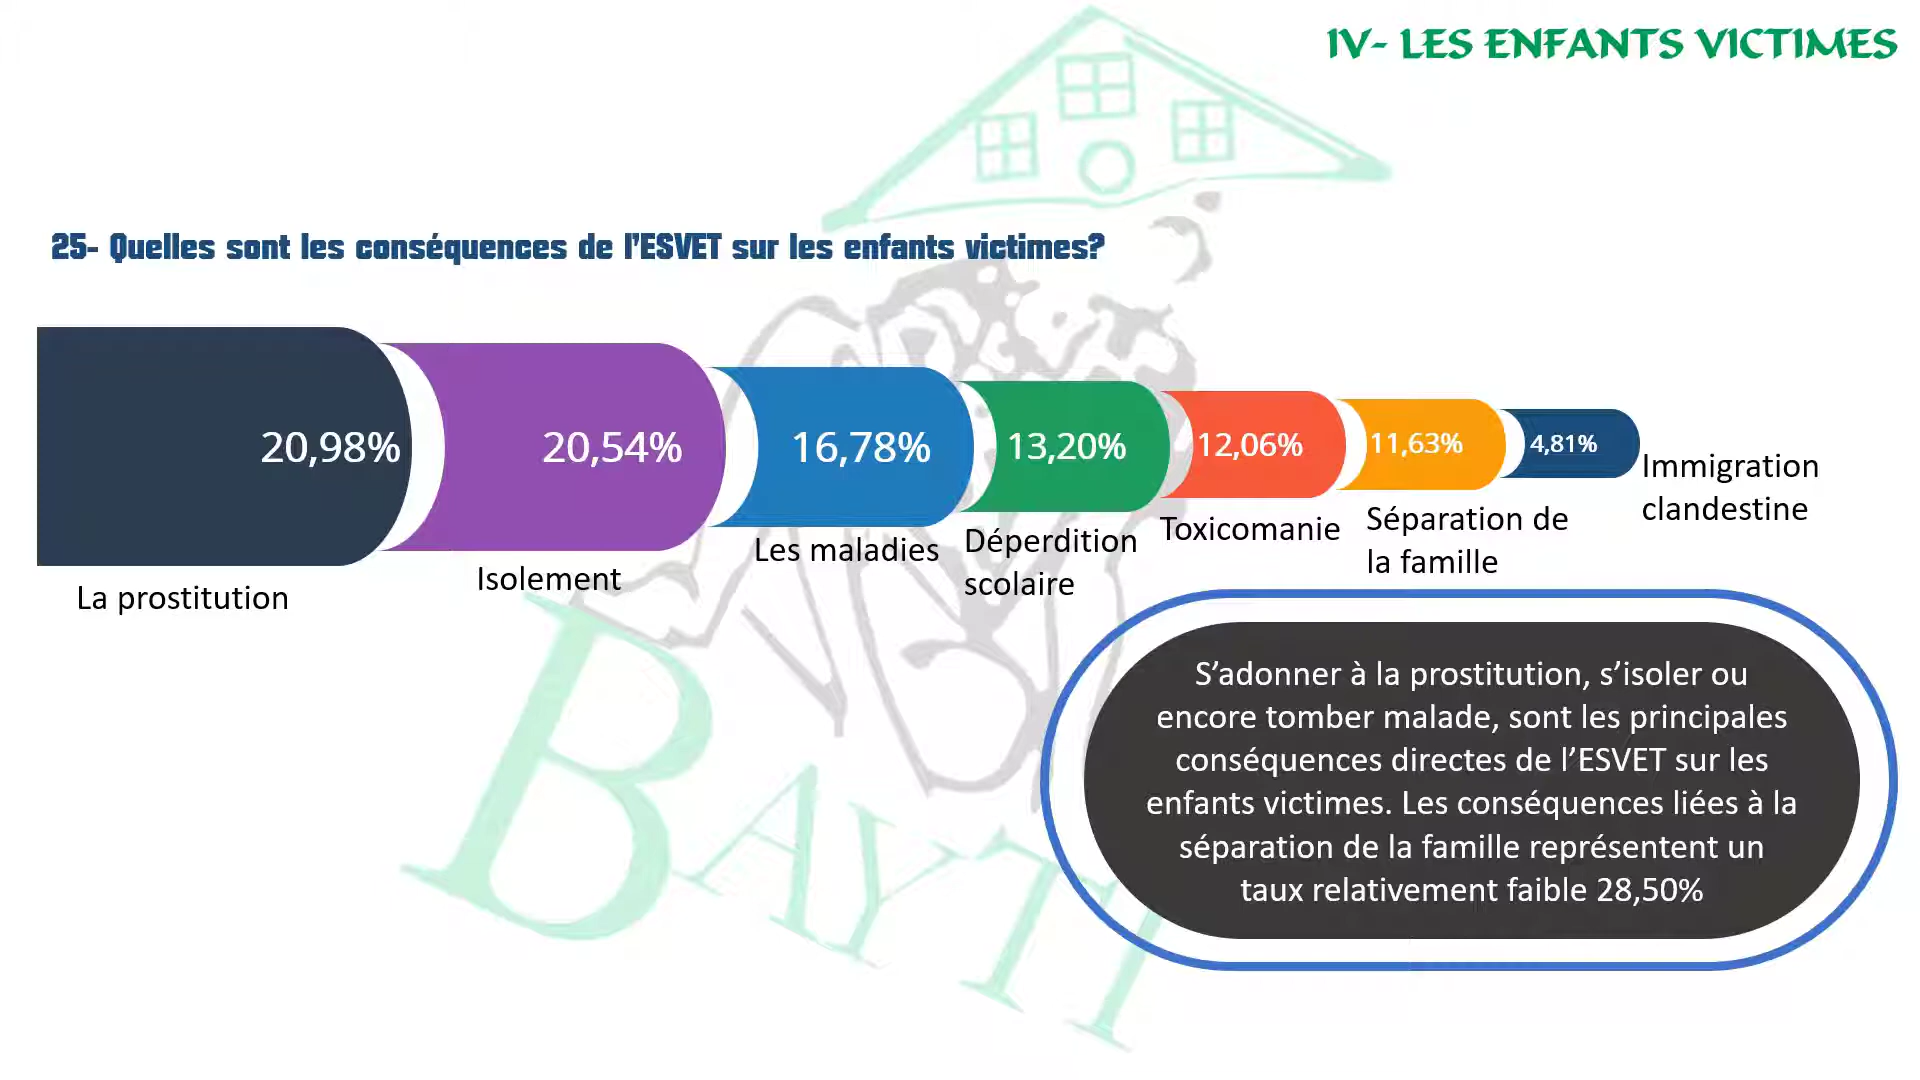 IV- LES ENFANTS VICTIMES
25- Quelles sont les conséquences de l'ESVET sur les enfants victimes?
20,98%
20,54%
16,78%
13,20%
12,06%
11,63%
4,81%
La prostitution
Isolement
Les maladies
Déperdition
scolaire
Toxicomanie
Séparation de
la famille
Immigration
clandestine
S’adonner à la prostitution, s’isoler ou
encore tomber malade, sont les principales
conséquences directes de l’ESVET sur les
enfants victimes. Les conséquences liées à la
séparation de la famille représentent un
taux relativement faible 28,50%
BAYTI